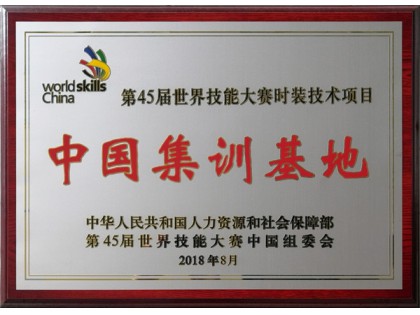 worldskills
China
第45届世界技能大赛时装技术项目
中国集训基地
中华人民共和国人力资源和社会保障部
第45届世界技能大赛中国组委会
2018年8月